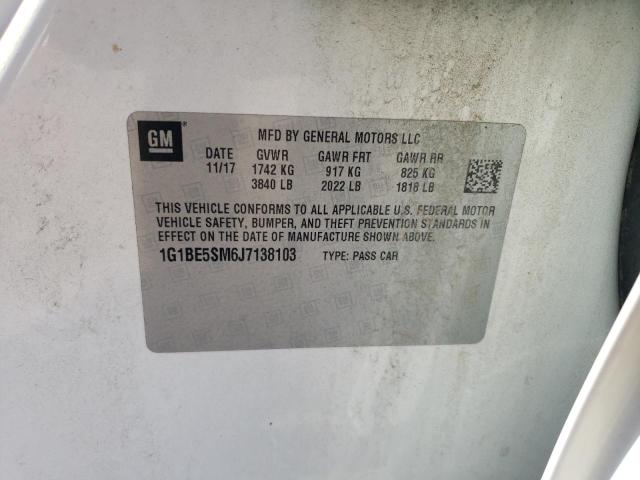 GM ®
MFD BY GENERAL MOTORS LLC
DATE GVWR GAWR FRT GAWR RR
11/17 1742 KG 917 KG 825 KG
3840 LB 2022 LB 1818 LB
THIS VEHICLE CONFORMS TO ALL APPLICABLE U.S. FEDERAL MOTOR
VEHICLE SAFETY, BUMPER, AND THEFT PREVENTION STANDARDS IN
EFFECT ON THE DATE OF MANUFACTURE SHOWN ABOVE.
1G1BE5SM6J7138103 TYPE: PASS CAR